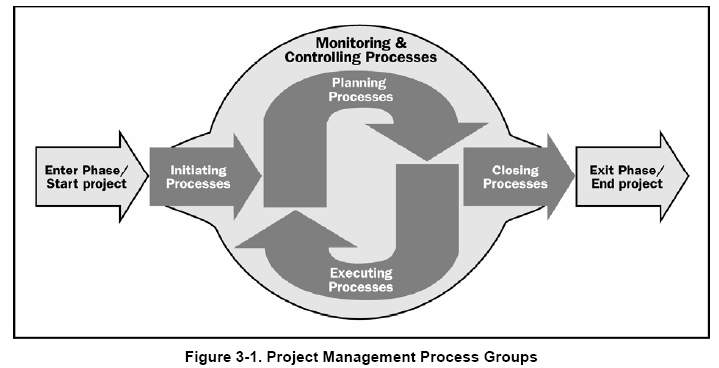 Monitoring &
Controlling Processes
Planning
Processes
Enter Phase/
Start project
Initiating
Processes
Closing
Processes
Exit Phase/
End project
Executing
Processes
Figure 3-1. Project Management Process Groups